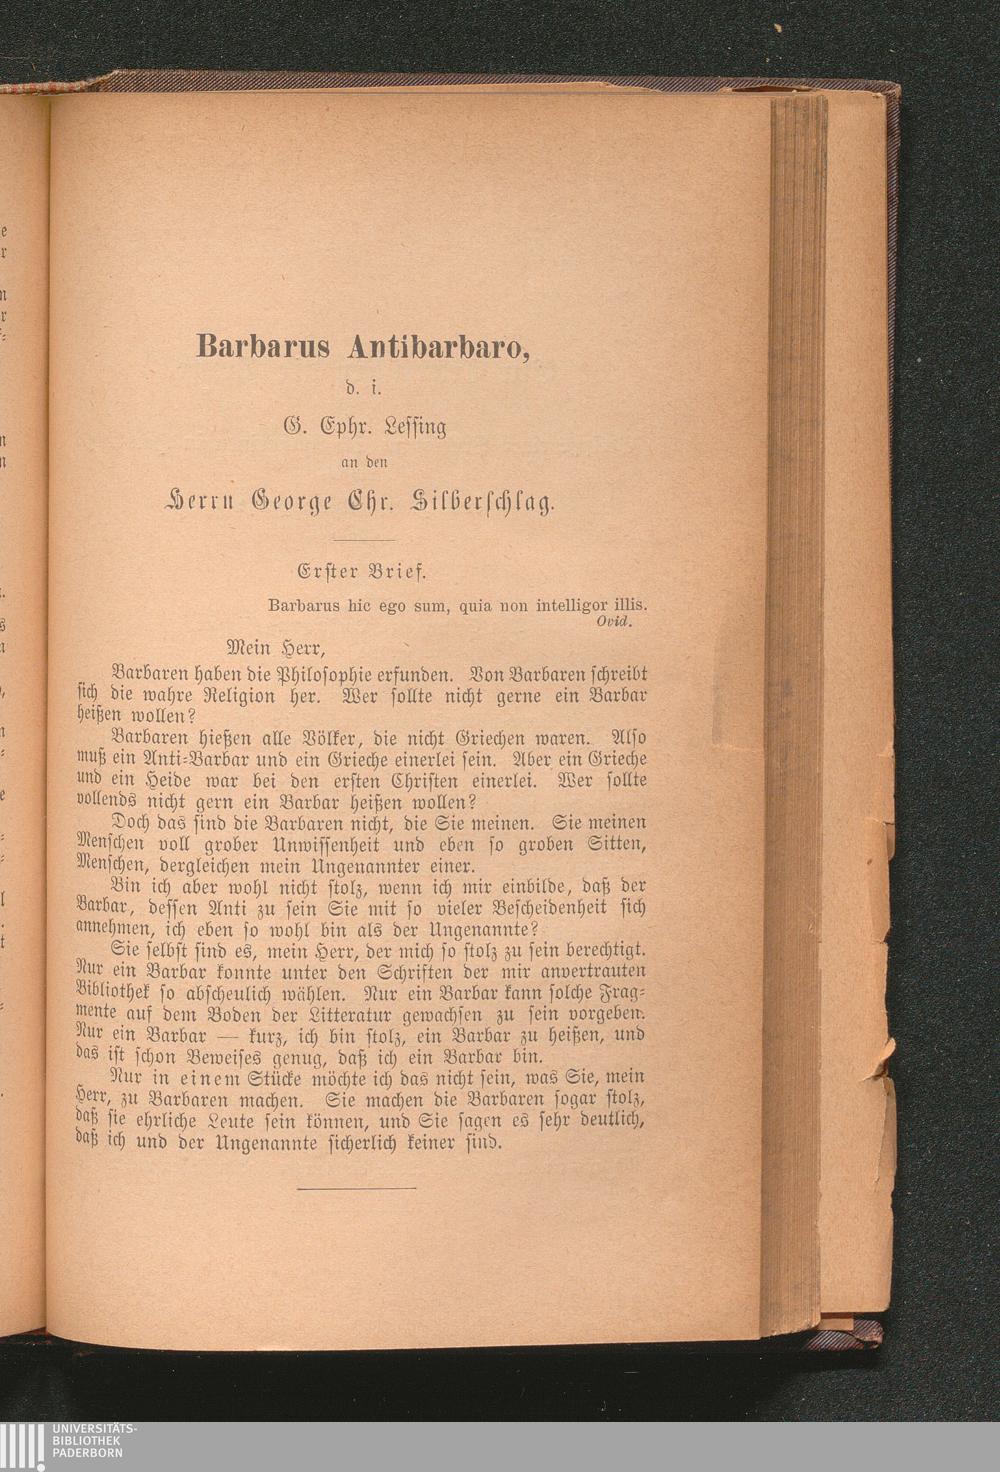 Barbarus Antibarbaro,
d. i.
G. Ephr. Lessing
an den
Herrn George Chr. Silberschlag.
Erster Brief.
Barbarus hic ego sum, quia non intelligor illis.
Ovid.
Mein Herr,
Barbaren haben die Philosophie erfunden. Von Barbaren schreibt
sich die wahre Religion her. Wer sollte nicht gerne ein Barbar
heißen wollen?
Barbaren hießen alle Völker, die nicht Griechen waren. Also
muß ein Anti-Barbar und ein Grieche einerlei sein. Aber ein Grieche
und ein Heide war bei den ersten Christen einerlei. Wer sollte
vollends nicht gern ein Barbar heißen wollen?
Doch das sind die Barbaren nicht, die Sie meinen. Sie meinen
Menschen voll grober Unwissenheit und eben so groben Sitten,
Menschen, dergleichen mein Ungenannter einer.
Bin ich aber wohl nicht stolz, wenn ich mir einbilde, daß der
Barbar, dessen Anti zu sein Sie mit so vieler Bescheidenheit sich
annehmen, ich eben so wohl bin als der Ungenannte?
Sie selbst sind es, mein Herr, der mich so stolz zu sein berechtigt.
Nur ein Barbar konnte unter den Schriften der mir anvertrauten
Bibliothek so abscheulich wählen. Nur ein Barbar kann solche Frag-
mente auf dem Boden der Litteratur gewachsen zu sein vorgeben.
Nur ein Barbar — kurz, ich bin stolz, ein Barbar zu heißen, und
das ist schon Beweises genug, daß ich ein Barbar bin.
Nur in einem Stücke möchte ich das nicht sein, was Sie, mein
Herr, zu Barbaren machen. Sie machen die Barbaren sogar stolz,
daß sie ehrliche Leute sein können, und Sie sagen es sehr deutlich,
daß ich und der Ungenannte sicherlich keiner sind.
UNIVERSITÄTS-
BIBLIOTHEK
PADERBORN